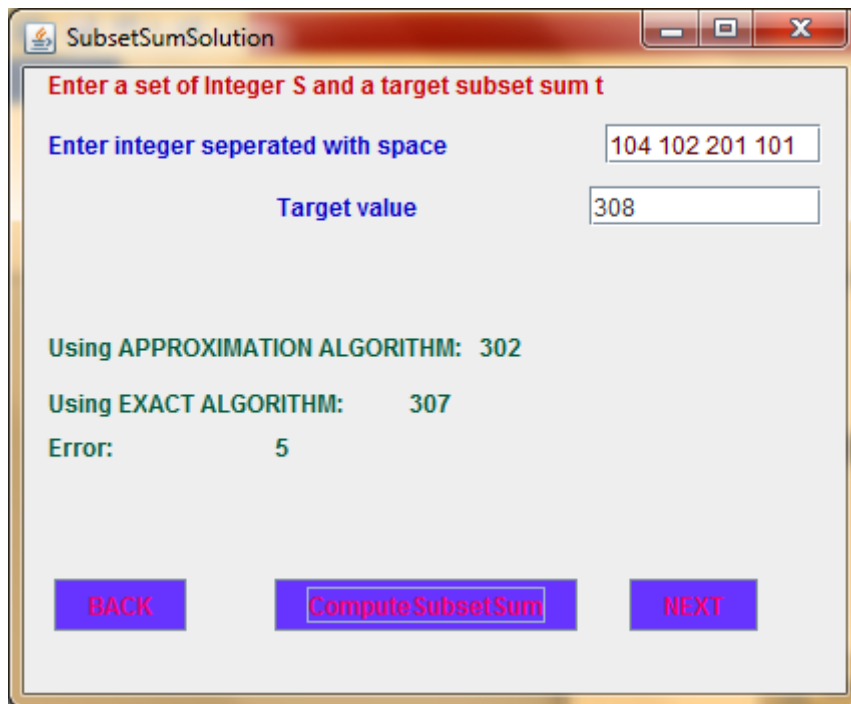 SubsetSumSolution
Enter a set of Integer S and a target subset sum t
Enter integer seperated with space 104 102 201 101
Target value 308
Using APPROXIMATION ALGORITHM: 302
Using EXACT ALGORITHM: 307
Error: 5
BACK ComputeSubsetSum NEXT